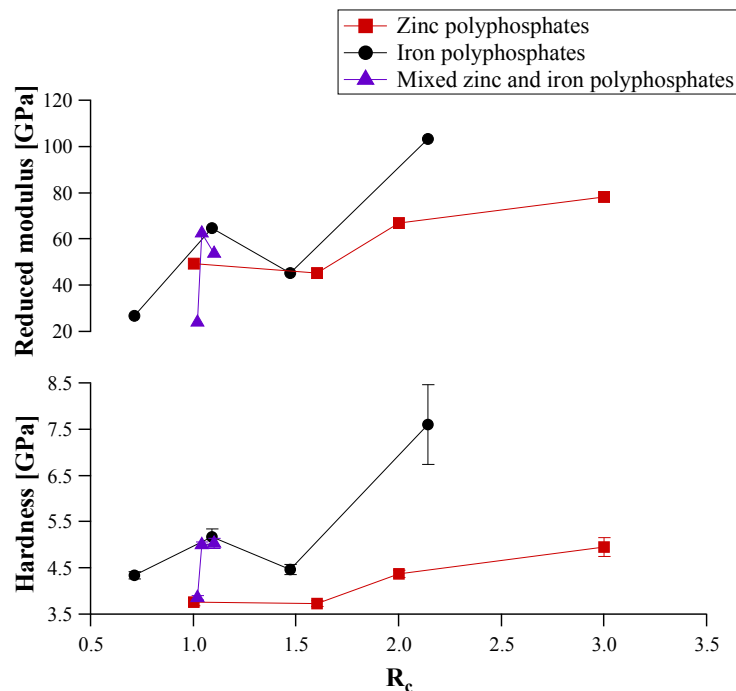 Zinc polyphosphates
Iron polyphosphates
Mixed zinc and iron polyphosphates
Reduced modulus [GPa]
120
100
80
60
40
20
Hardness [GPa]
8.5
7.5
6.5
5.5
4.5
3.5
0.5 1.0 1.5 2.0 2.5 3.0 3.5
Rc